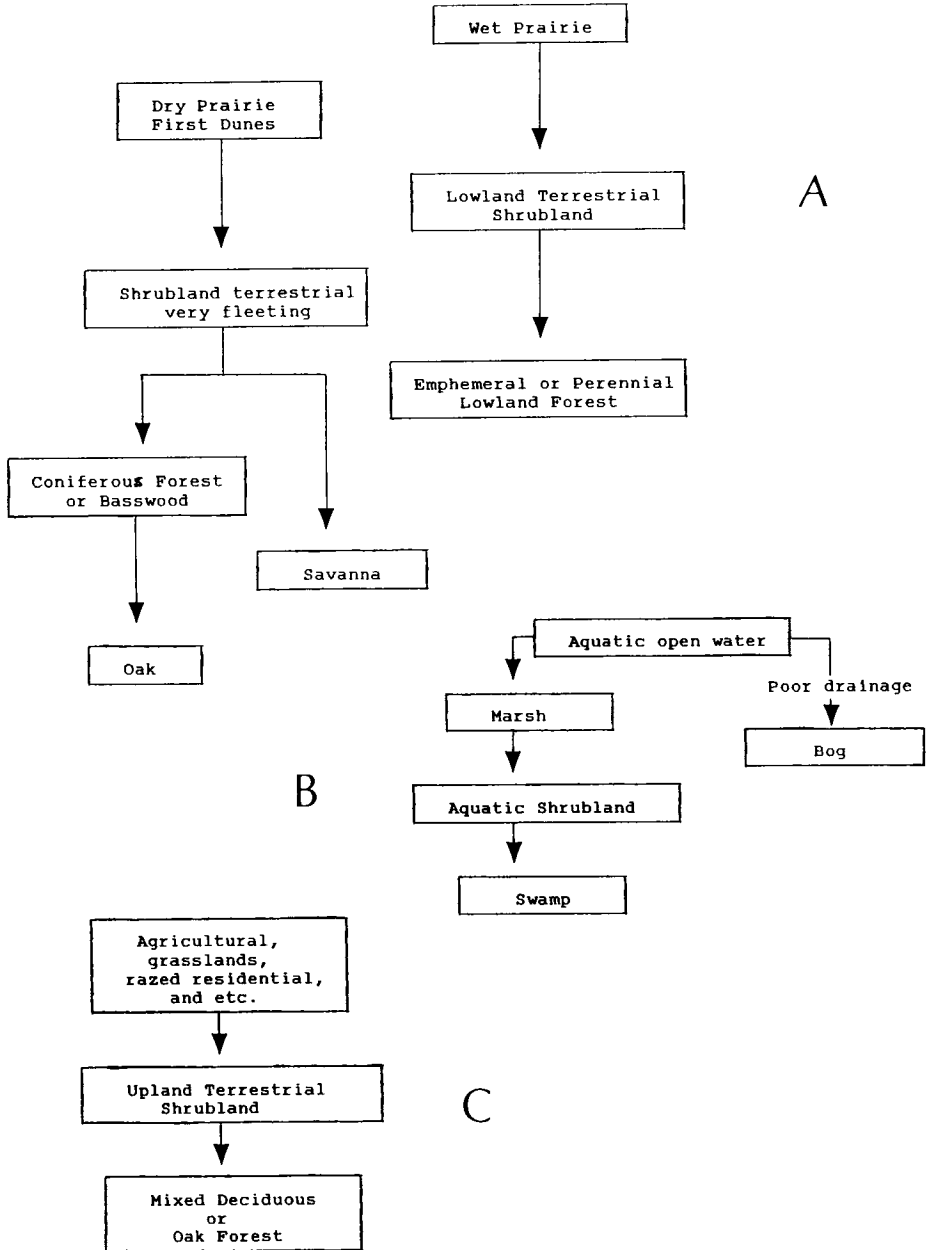 Wet Prairie
Dry Prairie
First Dunes
Lowland Terrestrial
Shrubland
A
Shrubland terrestrial
very fleeting
Emphemeral or Perennial
Lowland Forest
Coniferous Forest
or Basswood
Savanna
Oak
Aquatic open water
Poor drainage
Marsh
Bog
B
Aquatic Shrubland
Swamp
Agricultural,
grasslands,
razed residential,
and etc.
Upland Terrestrial
Shrubland
C
Mixed Deciduous
or
Oak Forest